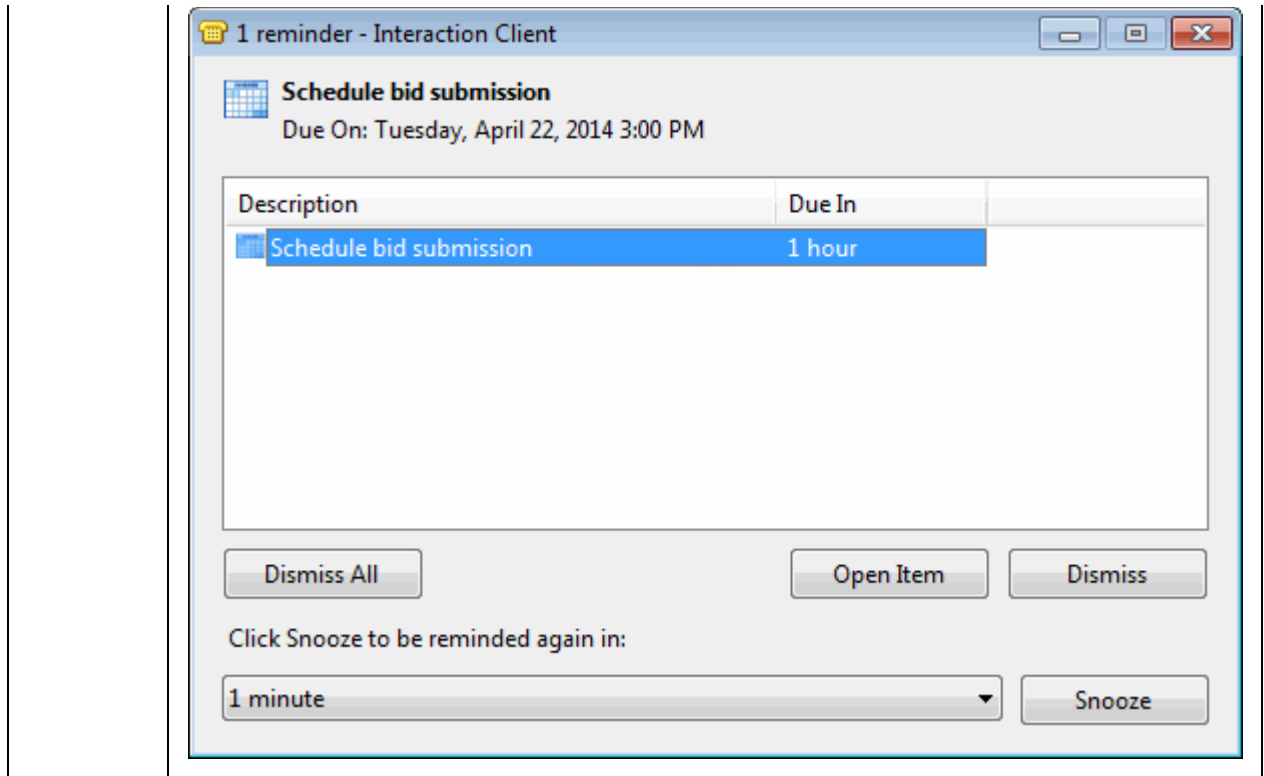 1 reminder - Interaction Client
Schedule bid submission
Due On: Tuesday, April 22, 2014 3:00 PM
Description Due In
Schedule bid submission 1 hour
Dismiss All Open Item Dismiss
Click Snooze to be reminded again in:
1 minute Snooze